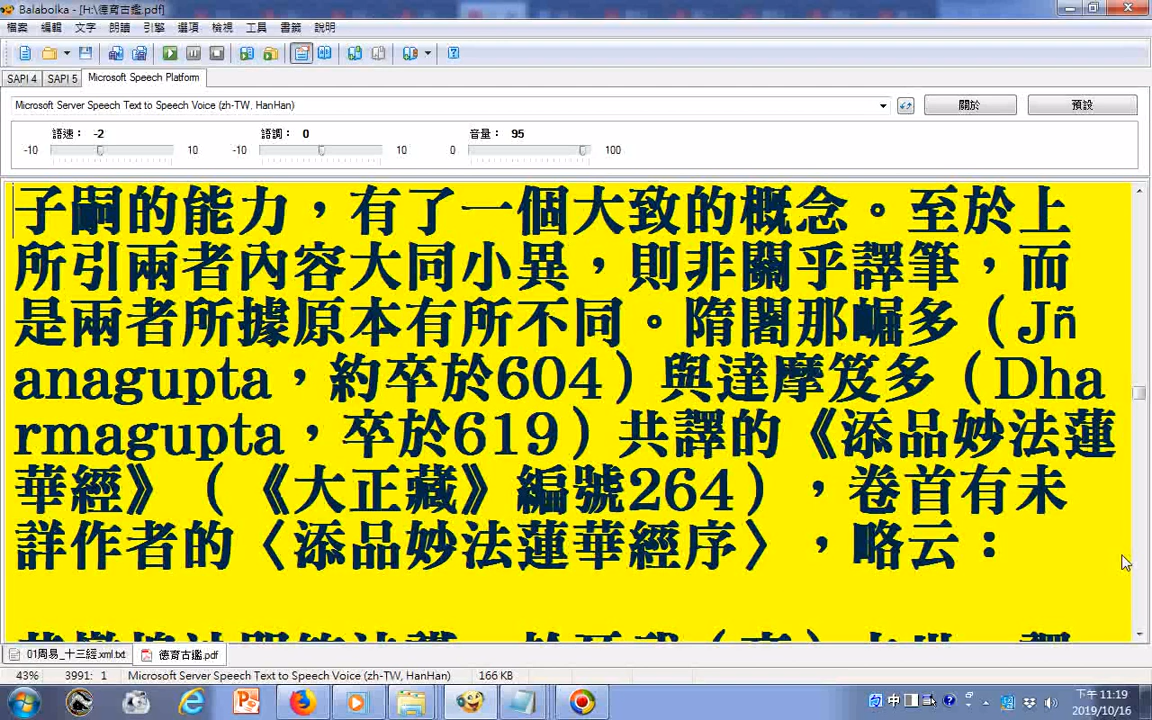 Balabolka - [H:\德育古鑑.pdf]
檔案 編輯 文字 朗讀 引擎 選項 檢視 工具 書籤 說明
SAPI 4 SAPI 5 Microsoft Speech Platform
Microsoft Server Speech Text to Speech Voice (zh-TW, HanHan) 關於 預設
語速： -2 語調： 0 音量： 95
-10 10 -10 10 0 100
子嗣的能力，有了一個大致的概念。至於上
所引兩者內容大同小異，則非關乎譯筆，而
是兩者所據原本有所不同。隋闍那崛多（Jñ
anagupta，約卒於604）與達摩笈多（Dha
rmagupta，卒於619）共譯的《添品妙法蓮
華經》（《大正藏》編號264），卷首有未
詳作者的〈添品妙法蓮華經序〉，略云：
01周易_十三經.xml.txt 德育古鑑.pdf
43% 3991: 1 Microsoft Server Speech Text to Speech Voice (zh-TW, HanHan) 166 KB
中 下午 11:19
2019/10/16